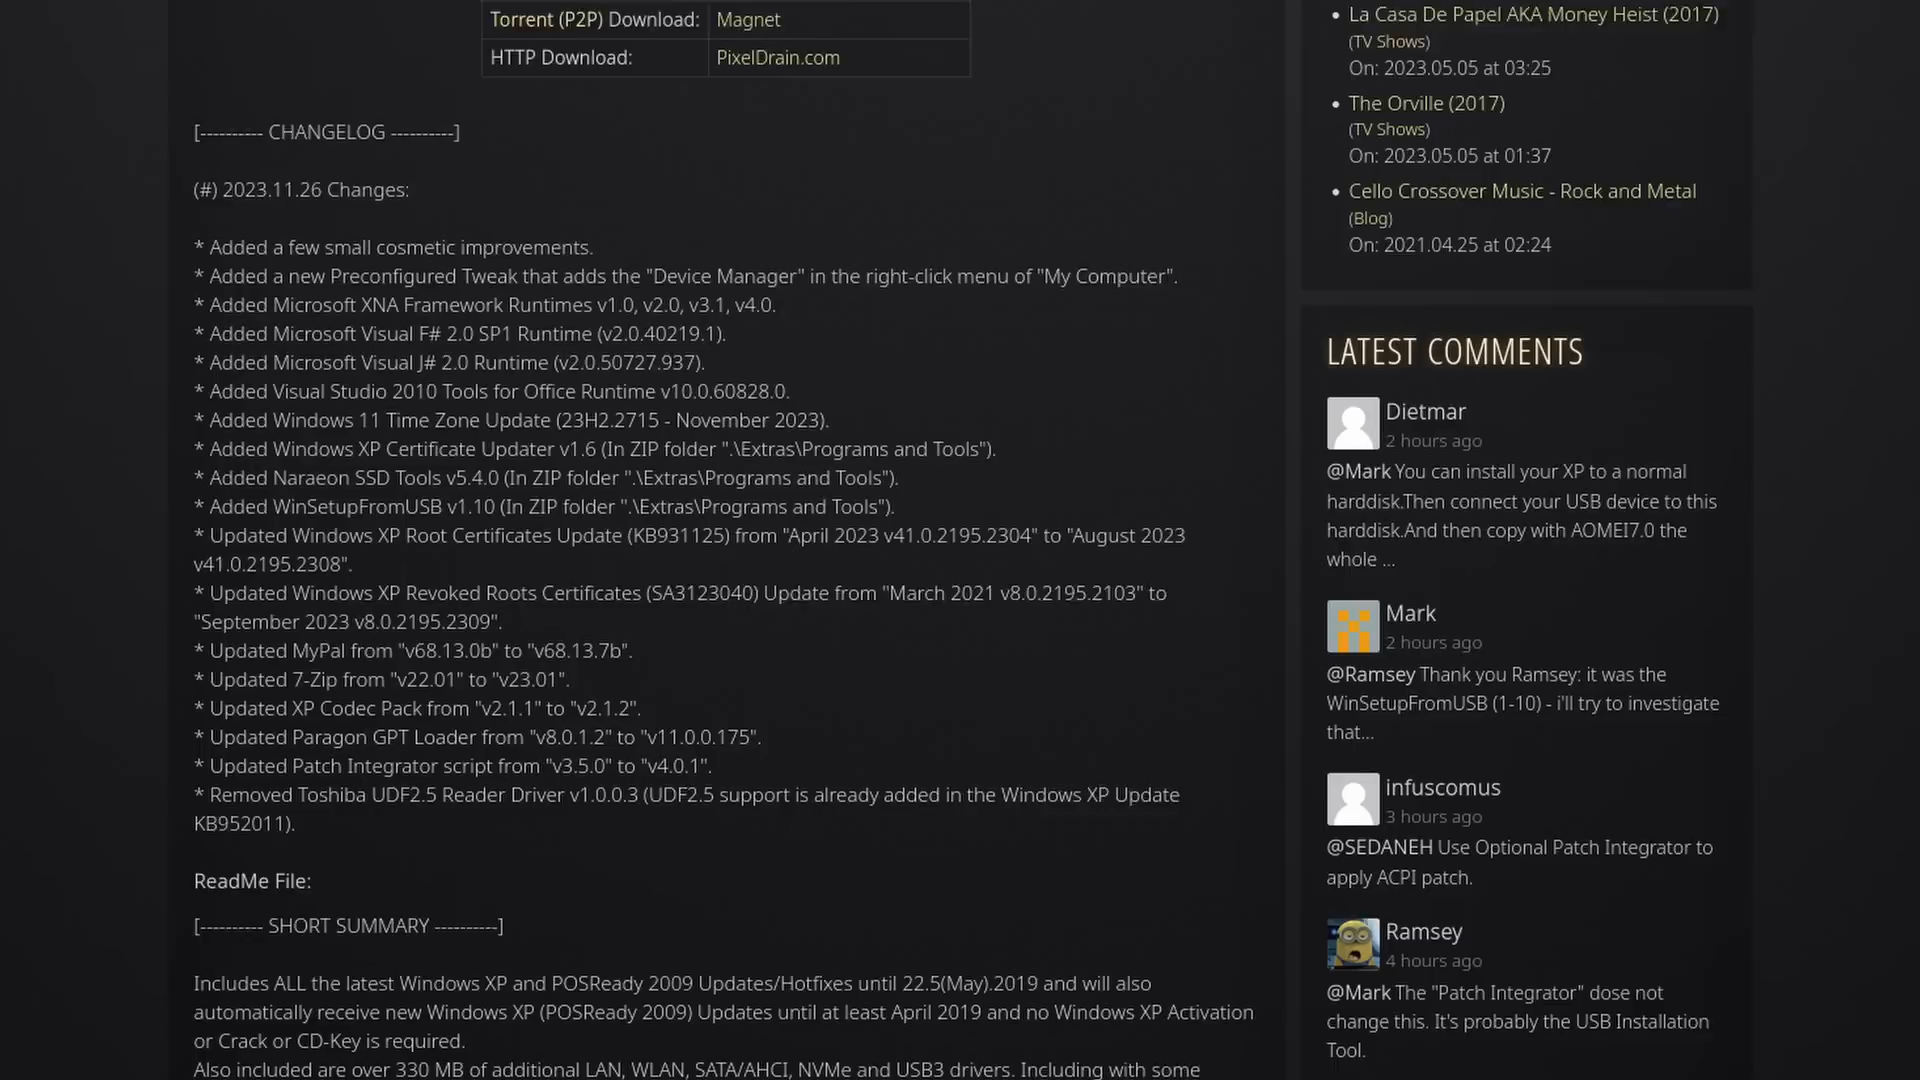 Torrent (P2P) Download: Magnet
HTTP Download: PixelDrain.com
[---------- CHANGELOG ----------]
(#) 2023.11.26 Changes:
* Added a few small cosmetic improvements.
* Added a new Preconfigured Tweak that adds the "Device Manager" in the right-click menu of "My Computer".
* Added Microsoft XNA Framework Runtimes v1.0, v2.0, v3.1, v4.0.
* Added Microsoft Visual F# 2.0 SP1 Runtime (v2.0.40219.1).
* Added Microsoft Visual J# 2.0 Runtime (v2.0.50727.937).
* Added Visual Studio 2010 Tools for Office Runtime v10.0.60828.0.
* Added Windows 11 Time Zone Update (23H2.2715 - November 2023).
* Added Windows XP Certificate Updater v1.6 (In ZIP folder ".\Extras\Programs and Tools").
* Added Naraeon SSD Tools v5.4.0 (In ZIP folder ".\Extras\Programs and Tools").
* Added WinSetupFromUSB v1.10 (In ZIP folder ".\Extras\Programs and Tools").
* Updated Windows XP Root Certificates Update (KB931125) from "April 2023 v41.0.2195.2304" to "August 2023
v41.0.2195.2308".
* Updated Windows XP Revoked Roots Certificates (SA3123040) Update from "March 2021 v8.0.2195.2103" to
"September 2023 v8.0.2195.2309".
* Updated MyPal from "v68.13.0b" to "v68.13.7b".
* Updated 7-Zip from "v22.01" to "v23.01".
* Updated XP Codec Pack from "v2.1.1" to "v2.1.2".
* Updated Paragon GPT Loader from "v8.0.1.2" to "v11.0.0.175".
* Updated Patch Integrator script from "v3.5.0" to "v4.0.1".
* Removed Toshiba UDF2.5 Reader Driver v1.0.0.3 (UDF2.5 support is already added in the Windows XP Update
KB952011).
ReadMe File:
[---------- SHORT SUMMARY ----------]
Includes ALL the latest Windows XP and POSReady 2009 Updates/Hotfixes until 22.5(May).2019 and will also
automatically receive new Windows XP (POSReady 2009) Updates until at least April 2019 and no Windows XP Activation
or Crack or CD-Key is required.
Also included are over 330 MB of additional LAN, WLAN, SATA/AHCI, NVMe and USB3 drivers. Including with some
• La Casa De Papel AKA Money Heist (2017)
(TV Shows)
On: 2023.05.05 at 03:25
• The Orville (2017)
(TV Shows)
On: 2023.05.05 at 01:37
• Cello Crossover Music - Rock and Metal
(Blog)
On: 2021.04.25 at 02:24
LATEST COMMENTS
Dietmar
2 hours ago
@Mark You can install your XP to a normal
harddisk.Then connect your USB device to this
harddisk.And then copy with AOMEI7.0 the
whole ...
Mark
2 hours ago
@Ramsey Thank you Ramsey: it was the
WinSetupFromUSB (1-10) - i'll try to investigate
that...
infuscomus
3 hours ago
@SEDANEH Use Optional Patch Integrator to
apply ACPI patch.
Ramsey
4 hours ago
@Mark The "Patch Integrator" dose not
change this. It's probably the USB Installation
Tool.